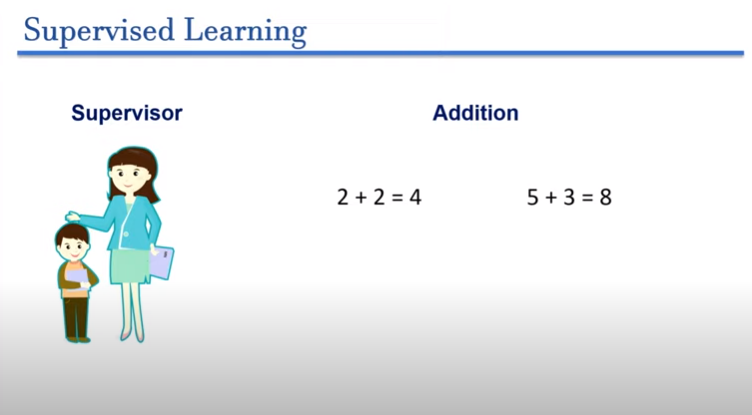 Supervised Learning
Supervisor
Addition
2 + 2 = 4
5 + 3 = 8